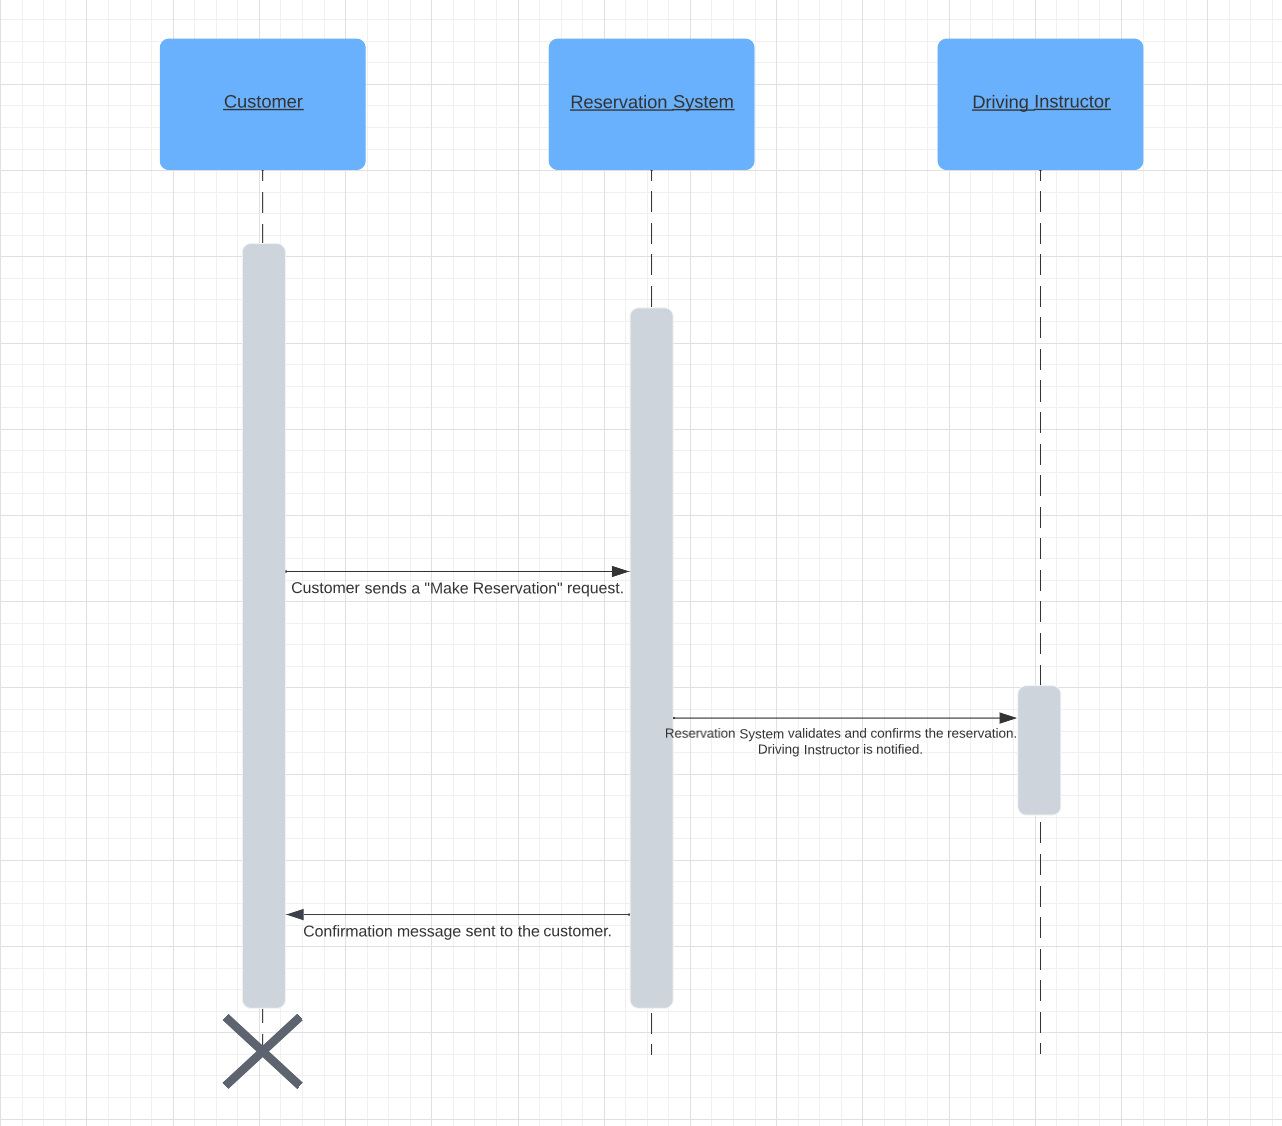 Customer
Reservation System
Driving Instructor
Customer sends a "Make Reservation" request.
Reservation System validates and confirms the reservation.
Driving Instructor is notified.
Confirmation message sent to the customer.